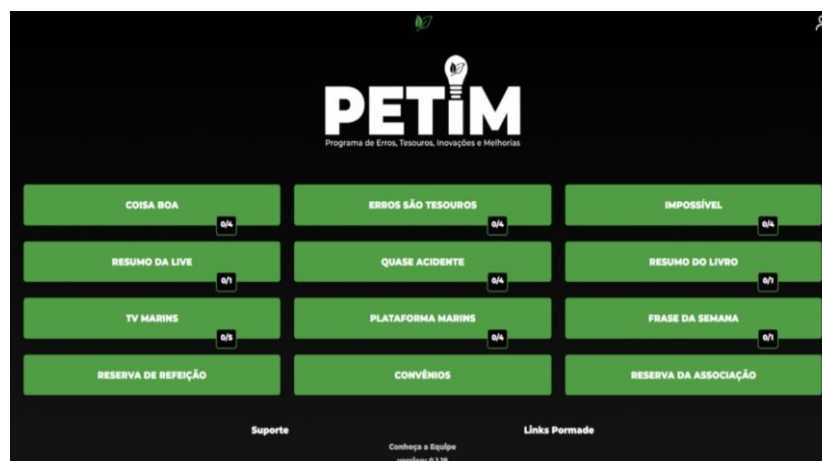 PETIM
Programa de Erros, Tesouros, Inovações e Melhorias
COISA BOA
0/4
ERROS SÃO TESOUROS
0/4
IMPOSSÍVEL
0/4
RESUMO DA LIVE
0/1
QUASE ACIDENTE
0/4
RESUMO DO LIVRO
0/1
TV MARINS
0/5
PLATAFORMA MARINS
0/4
FRASE DA SEMANA
0/1
RESERVA DE REFEIÇÃO
CONVÊNIOS
RESERVA DA ASSOCIAÇÃO
Suporte
Links Pormade
Conheça a Equipe